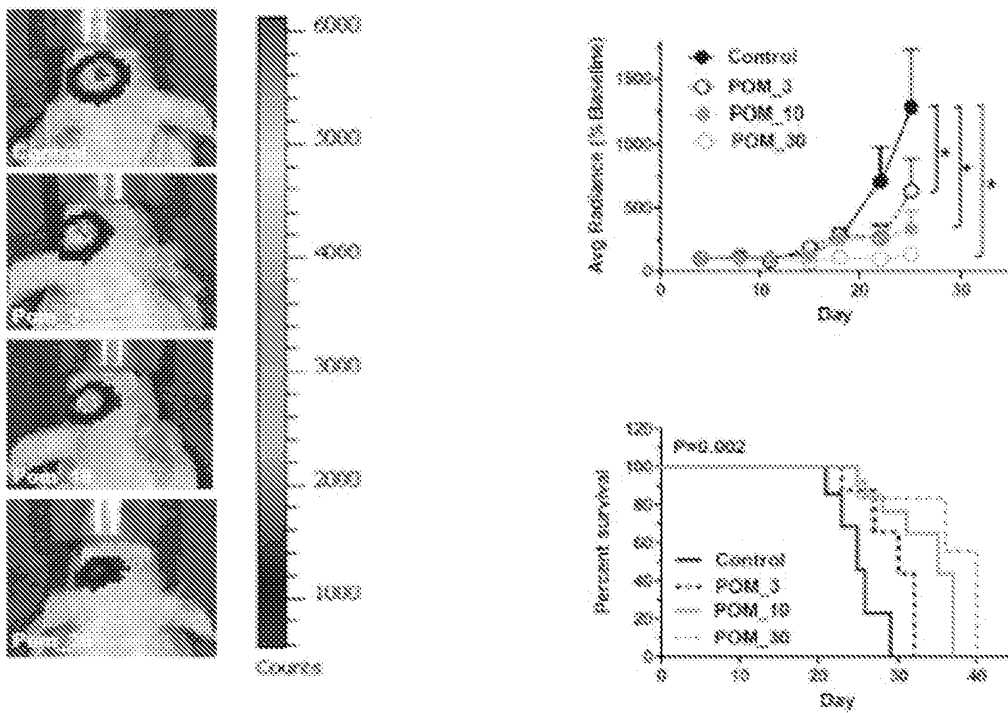 6000
5000
4000
3000
2000
1000
Counts
Avg Radiance (% Baseline)
1500
1000
500
0
Control
POM_3
POM_10
POM_30
*
*
*
0
10
20
30
Day
Percent survival
120
100
80
60
40
20
0
P=0.002
Control
POM_3
POM_10
POM_30
0
10
20
30
40
Day